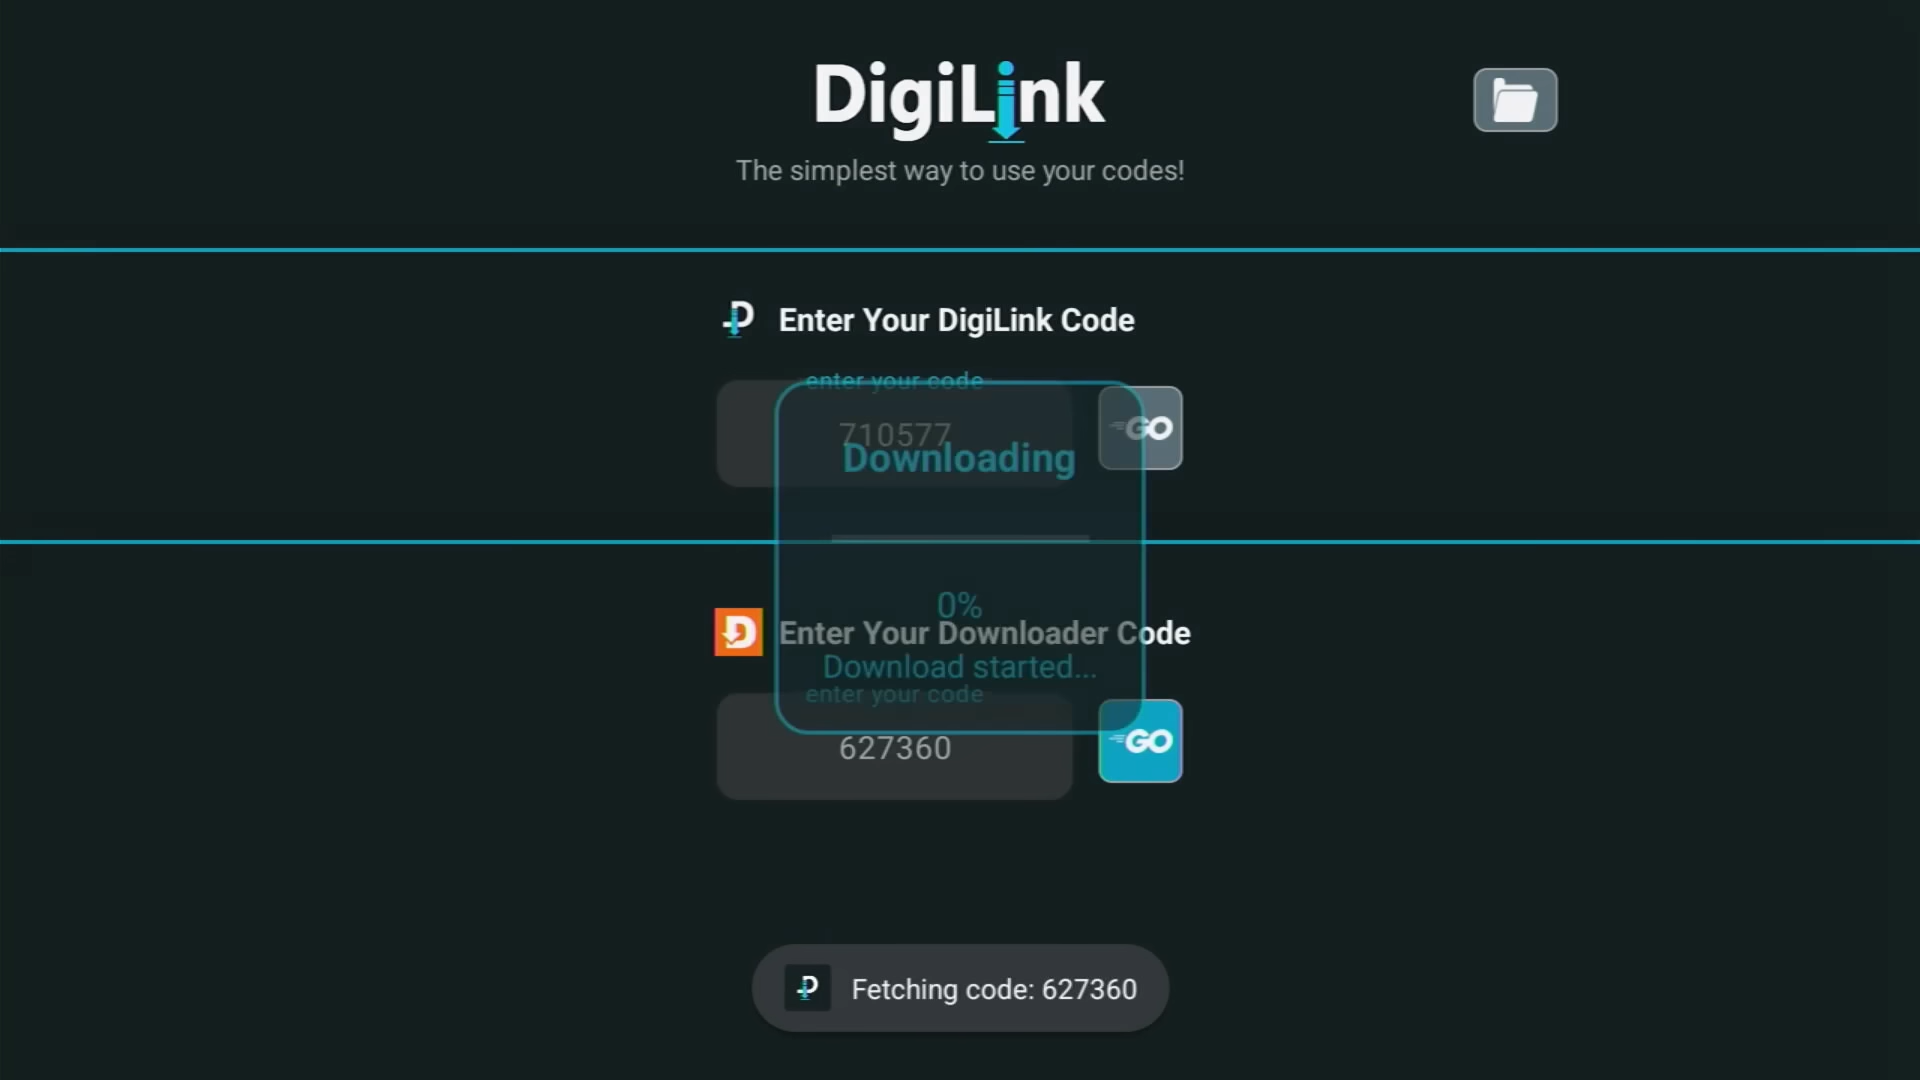 DigiLink
The simplest way to use your codes!
Enter Your DigiLink Code
enter your code
710577
GO
Downloading
0%
Enter Your Downloader Code
Download started...
enter your code
627360
GO
Fetching code: 627360